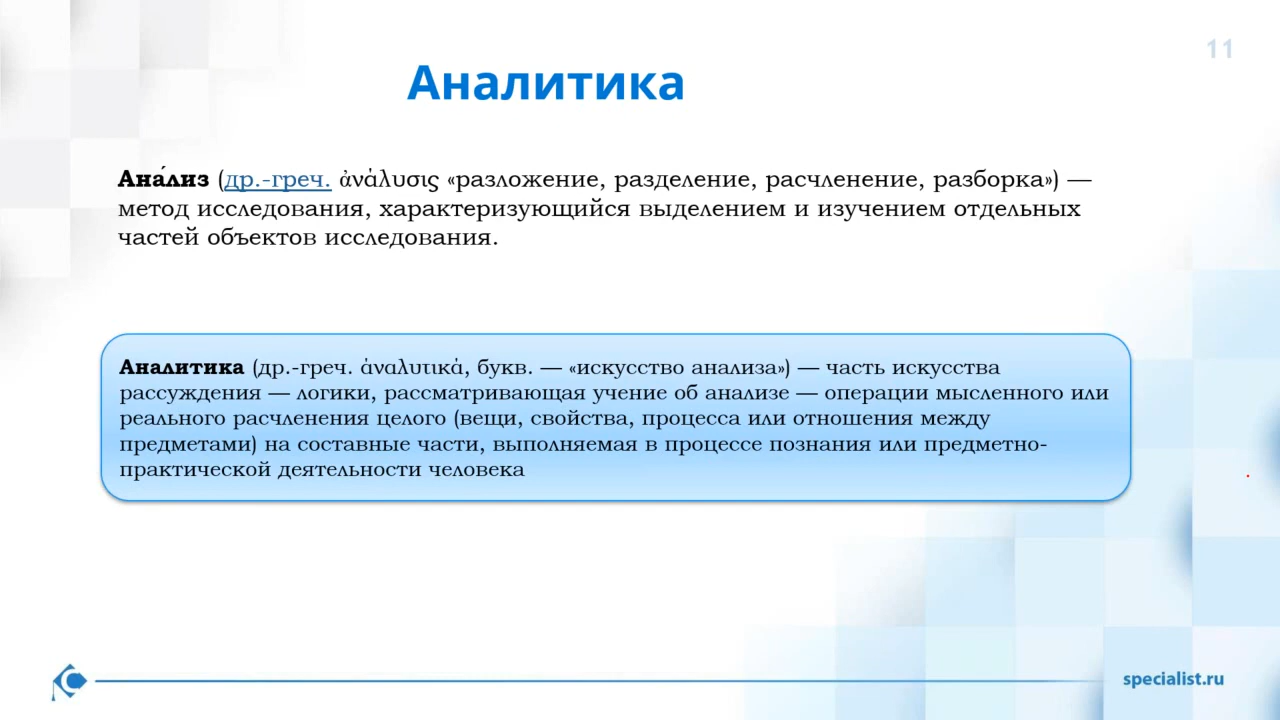 11
Аналитика
Ана́лиз (др.-греч. ἀνάλυσις «разложение, разделение, расчленение, разборка») —
метод исследования, характеризующийся выделением и изучением отдельных
частей объектов исследования.
Аналитика (др.-греч. ἀναλυτικά, букв. — «искусство анализа») — часть искусства
рассуждения — логики, рассматривающая учение об анализе — операции мысленного или
реального расчленения целого (вещи, свойства, процесса или отношения между
предметами) на составные части, выполняемая в процессе познания или предметно-
практической деятельности человека
specialist.ru